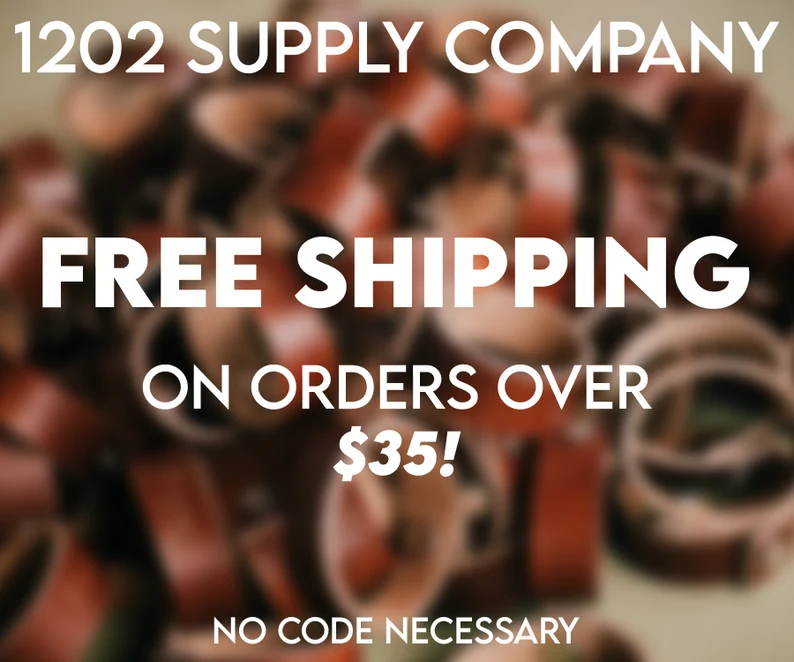 1202 SUPPLY COMPANY
FREE SHIPPING
ON ORDERS OVER
$35!
NO CODE NECESSARY